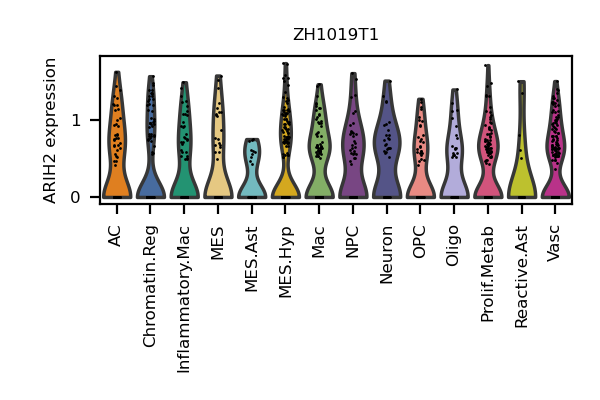 ZH1019T1
ARIH2 expression
1
0
AC
Chromatin.Reg
Inflammatory.Mac
MES
MES.Ast
MES.Hyp
Mac
NPC
Neuron
OPC
Oligo
Prolif.Metab
Reactive.Ast
Vasc